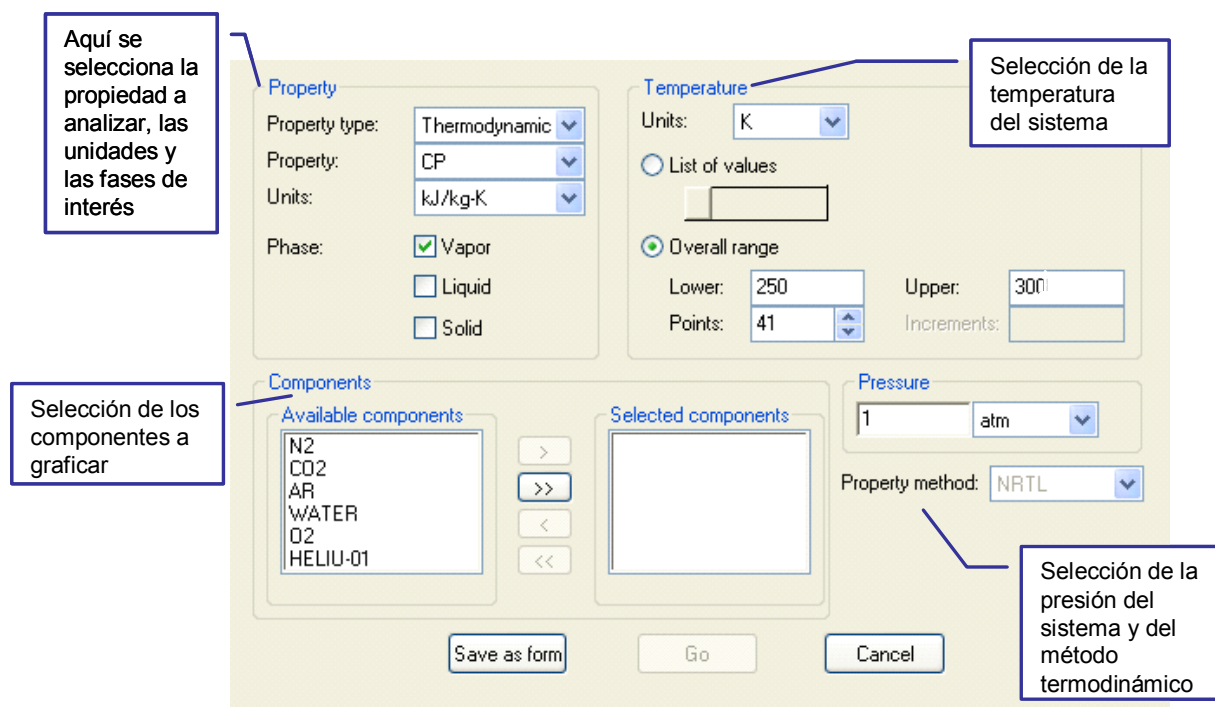 Aquí se
selecciona la
propiedad a
analizar, las
unidades y
las fases de
interés
Selección de la
temperatura
del sistema
Property
Property type: Thermodynamic
Property: CP
Units: kJ/kg-K
Phase: Vapor
Liquid
Solid
Temperature
Units: K
List of values
Overall range
Lower: 250 Upper: 300
Points: 41 Increments:
Selección de los
componentes a
graficar
Components
Available components
N2
CO2
AR
WATER
O2
HELIU-01
>
>>
<
<<
Selected components
Pressure
1 atm
Property method: NRTL
Selección de la
presión del
sistema y del
método
termodinámico
Save as form Go Cancel